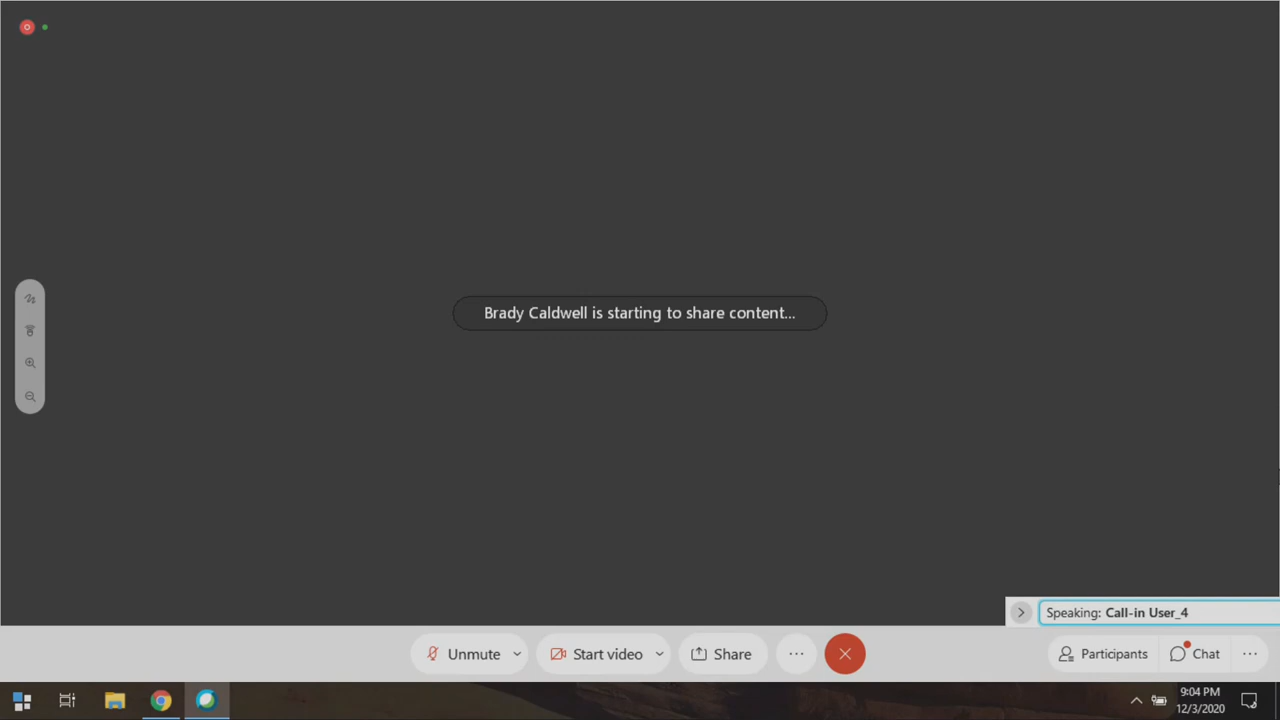 Brady Caldwell is starting to share content...
Speaking: Call-in User_4
Unmute
Start video
Share
Participants
Chat
9:04 PM
12/3/2020